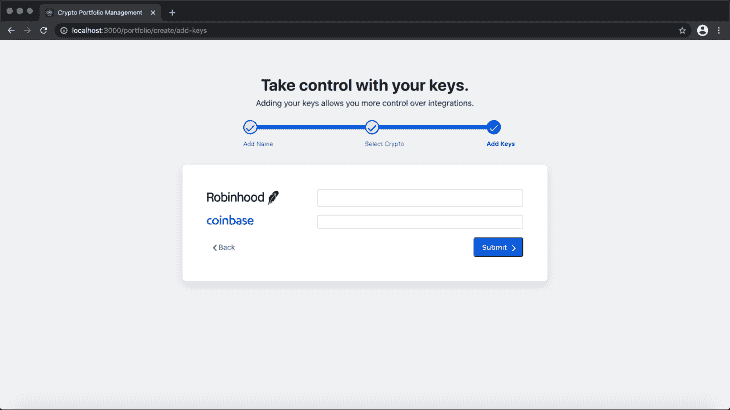 Crypto Portfolio Management
localhost:3000/portfolio/create/add-keys
Take control with your keys.
Adding your keys allows you more control over integrations.
Add Name
Select Crypto
Add Keys
Robinhood
coinbase
Back
Submit